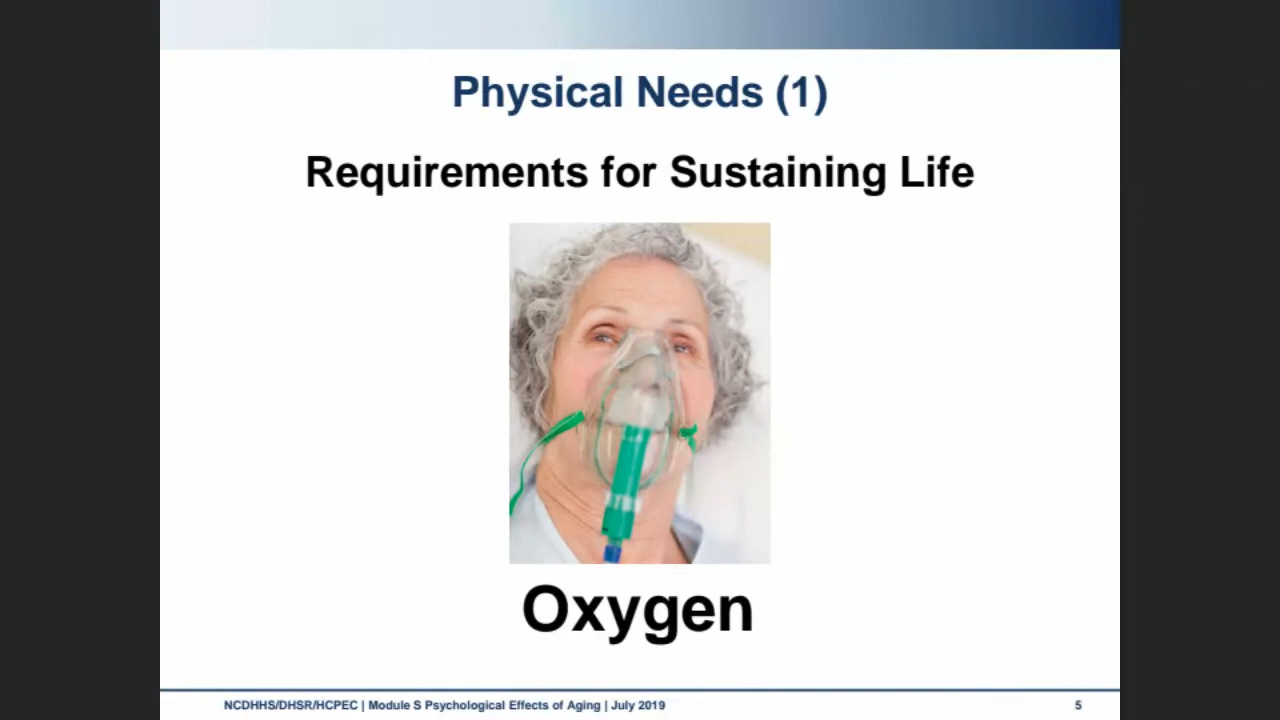 Physical Needs (1)
Requirements for Sustaining Life
Oxygen
NCDHHS/DHSR/HCPEC | Module S Psychological Effects of Aging | July 2019 5